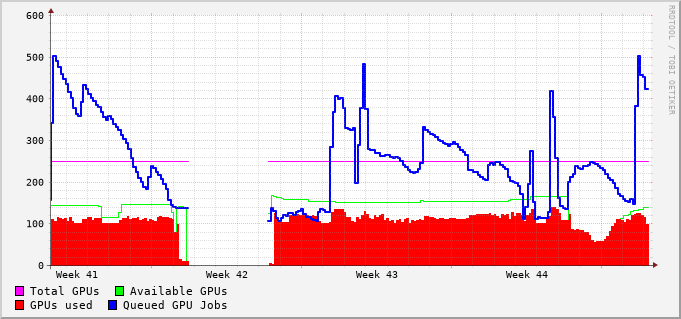 600
500
400
300
200
100
0
Week 41 Week 42 Week 43 Week 44
Total GPUs Available GPUs
GPUs used Queued GPU Jobs
RRDTOOL / TOBI OETIKER